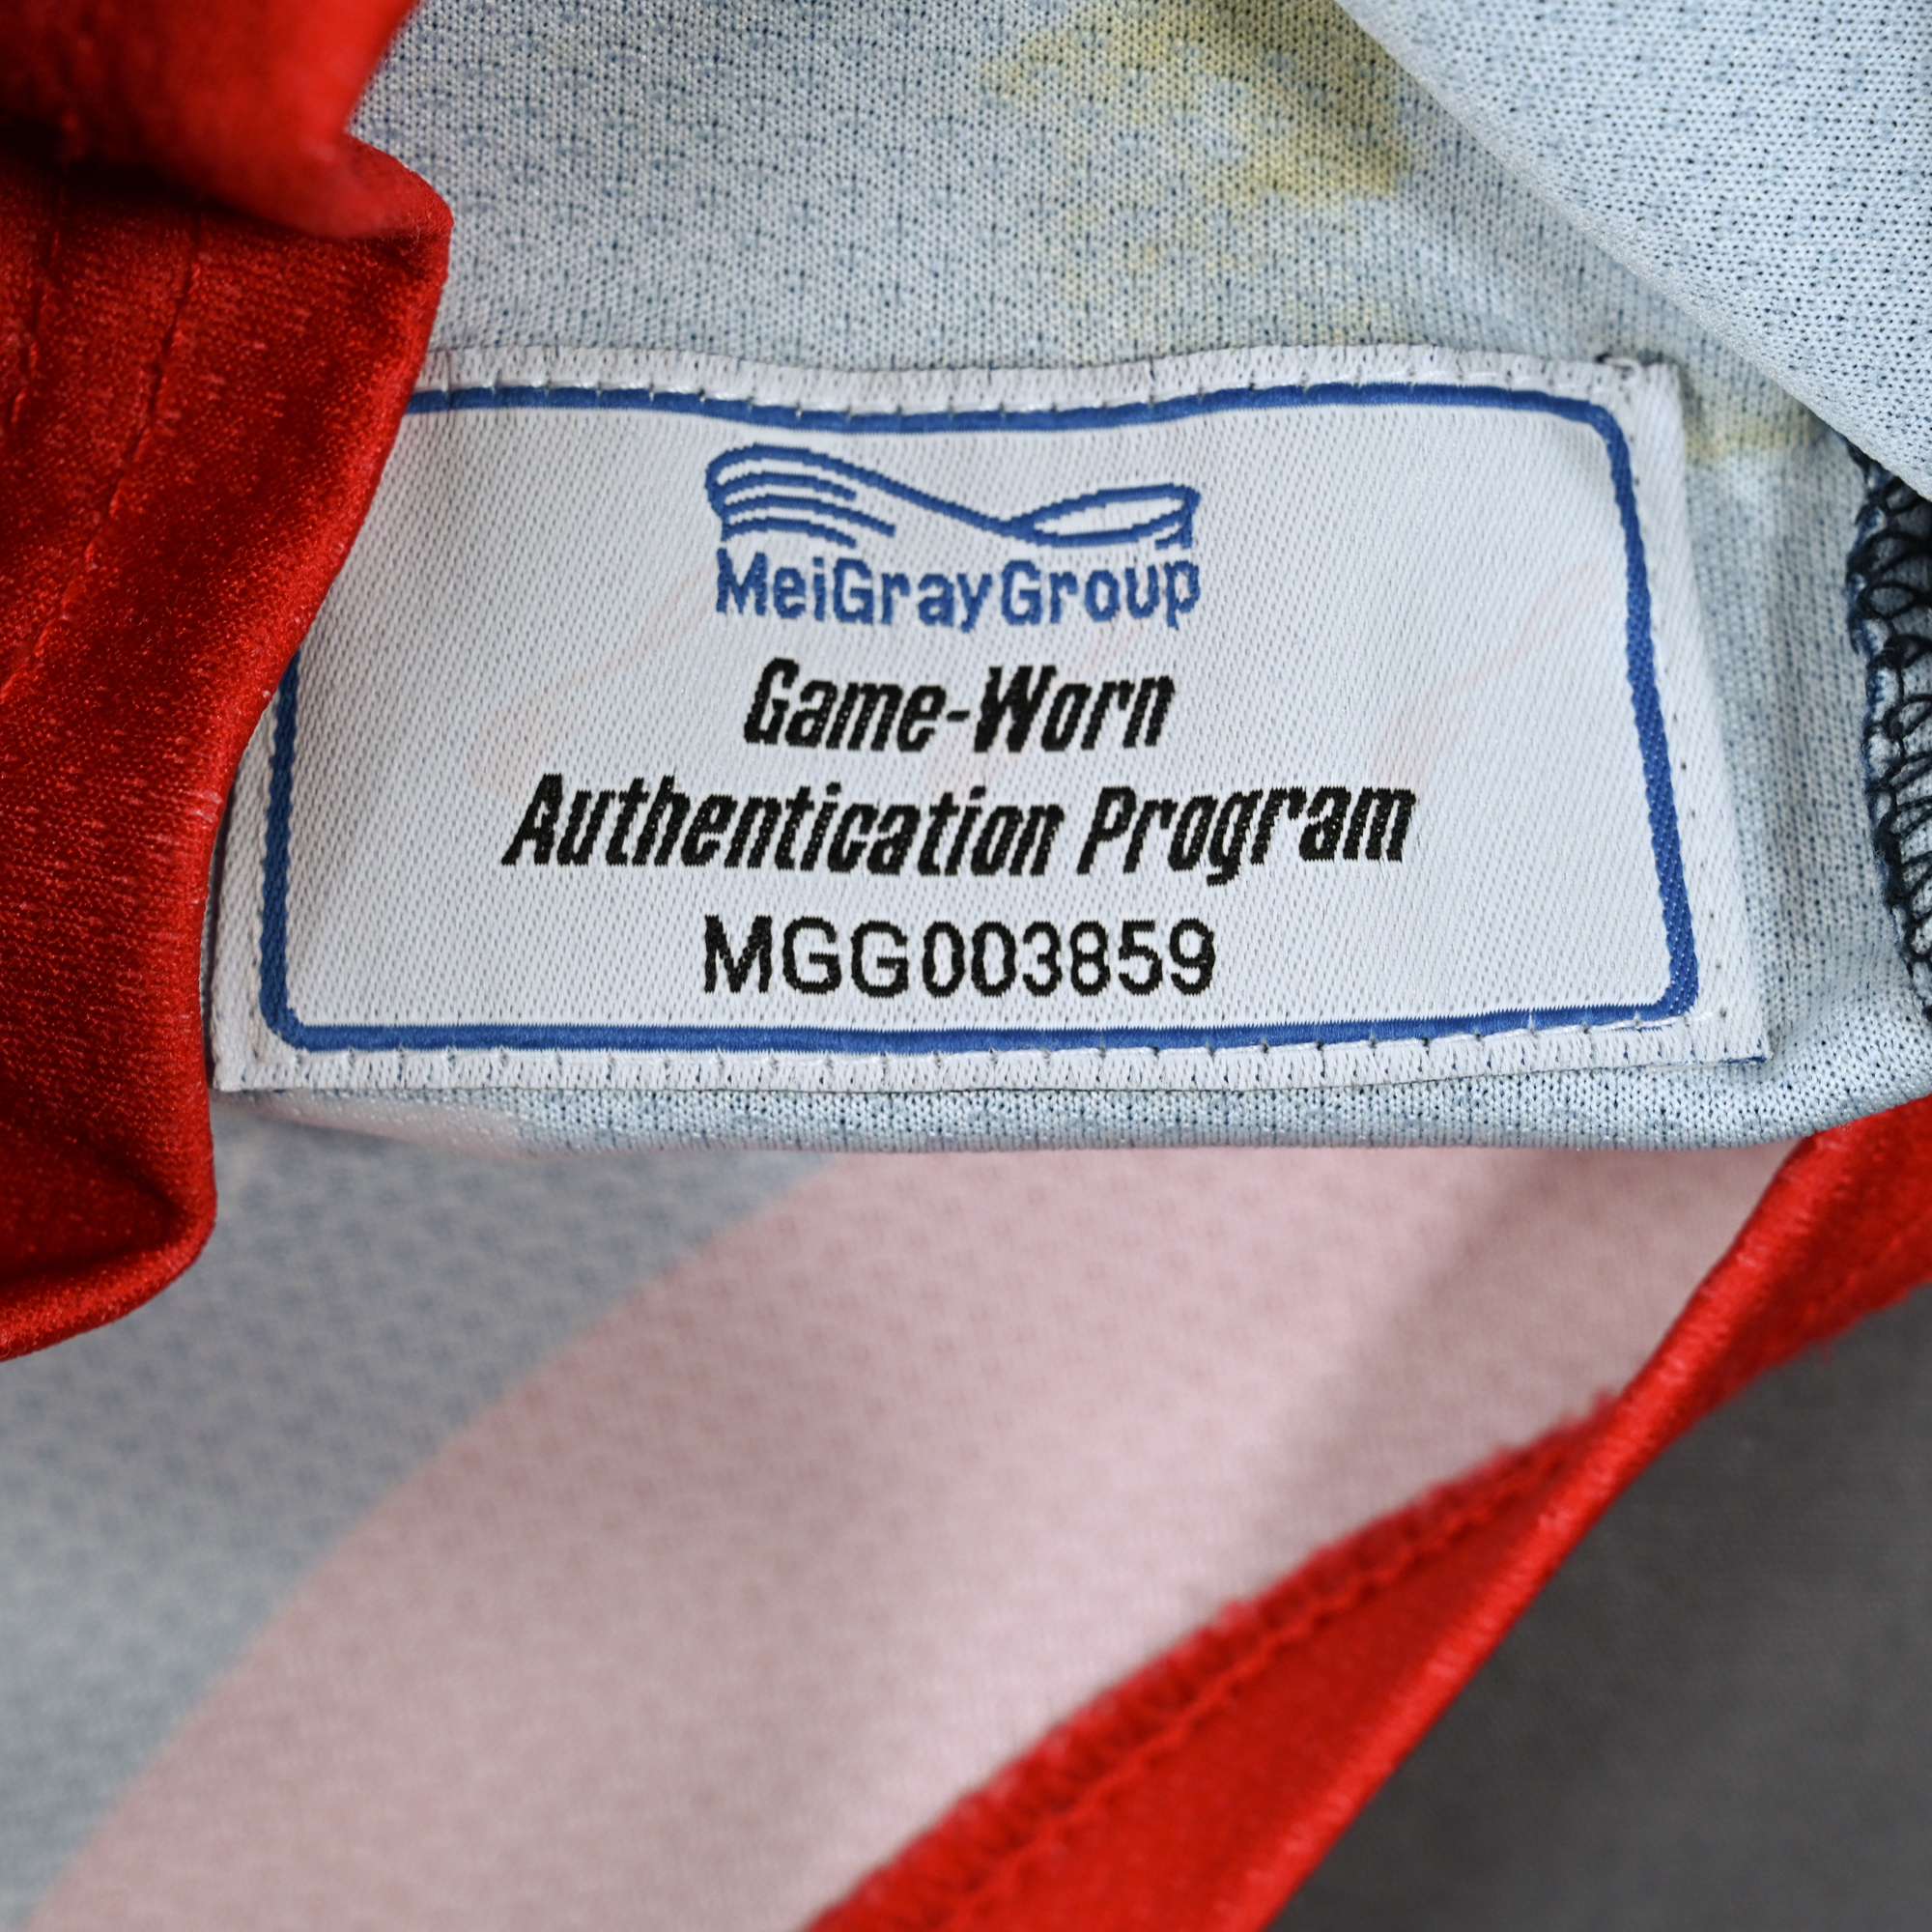 MeiGrayGroup
Game-Worn
Authentication Program
MGG003859